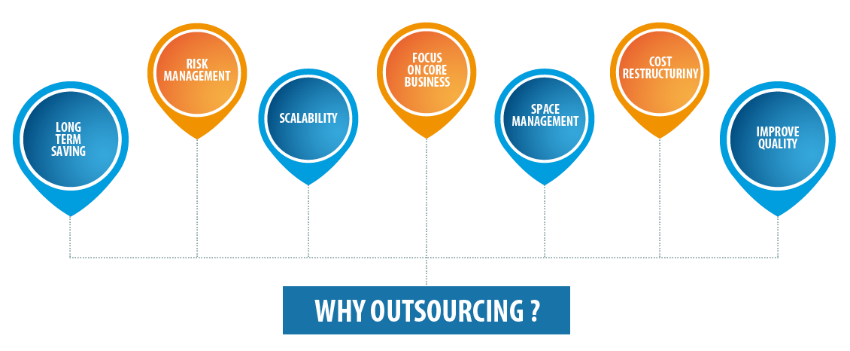 LONG
TERM
SAVING
RISK
MANAGEMENT
SCALABILITY
FOCUS
ON CORE
BUSINESS
SPACE
MANAGEMENT
COST
RESTRUCTURINY
IMPROVE
QUALITY
WHY OUTSOURCING ?